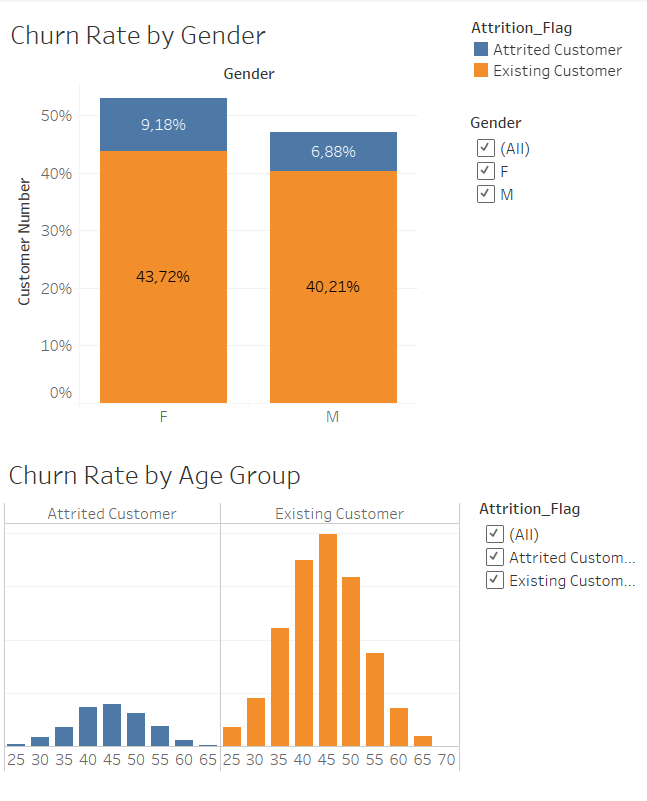 Churn Rate by Gender
Gender
50%
40%
30%
20%
10%
0%
Customer Number
9,18%
43,72%
6,88%
40,21%
F
M
Attrition_Flag
Attrited Customer
Existing Customer
Gender
(All)
F
M
Churn Rate by Age Group
Attrited Customer
Existing Customer
25 30 35 40 45 50 55 60 65 25 30 35 40 45 50 55 60 65 70
Attrition_Flag
(All)
Attrited Custom...
Existing Custom...